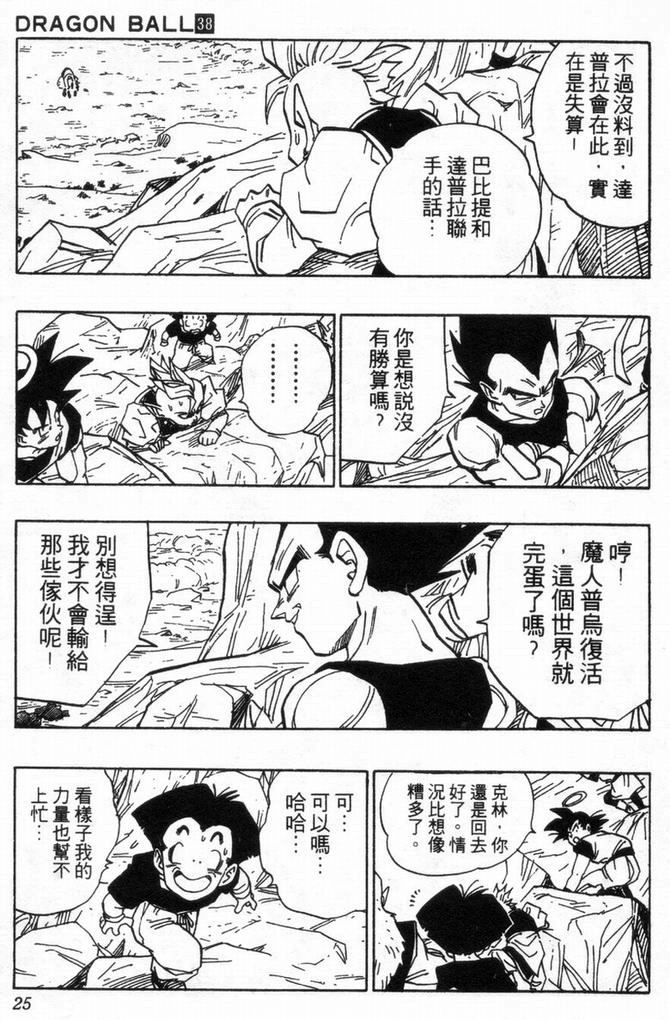 DRAGON BALL 38
不過沒料到，達
普拉會在此，實
在是失算！
巴比提和
達普拉聯
手的話…
你是想說沒
有勝算嗎？
………
………
哼！
魔人普烏復活
，這個世界就
完蛋了嗎？
別想得逞！
我才不會輸給
那些傢伙呢！
克林，你
還是回去
好了。情
況比想像
糟多了。
可…
可以嗎…
哈哈…
看樣子我的
力量也幫不
上忙…
25